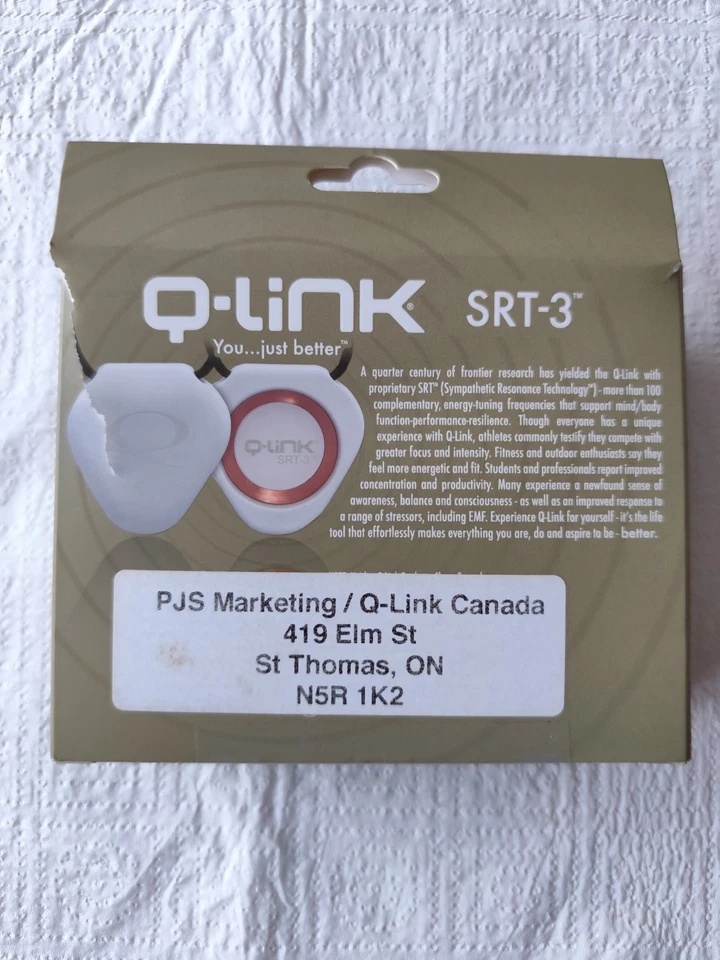 Q-LINK® SRT-3™
You...just better™
A quarter century of frontier research has yielded the Q-Link with
proprietary SRT™ (Sympathetic Resonance Technology™) - more than 100
complementary, energy-tuning frequencies that support mind/body
function-performance-resilience. Though everyone has a unique
experience with Q-Link, athletes commonly testify they compete with
greater focus and intensity. Fitness and outdoor enthusiasts say they
feel more energetic and fit. Students and professionals report improved
concentration and productivity. Many experience a newfound sense of
awareness, balance and consciousness - as well as an improved response to
a range of stressors, including EMF. Experience Q-Link for yourself - it's the life
tool that effortlessly makes everything you are, do and aspire to be - better.
Q-LINK
SRT-3™
PJS Marketing / Q-Link Canada
419 Elm St
St Thomas, ON
N5R 1K2